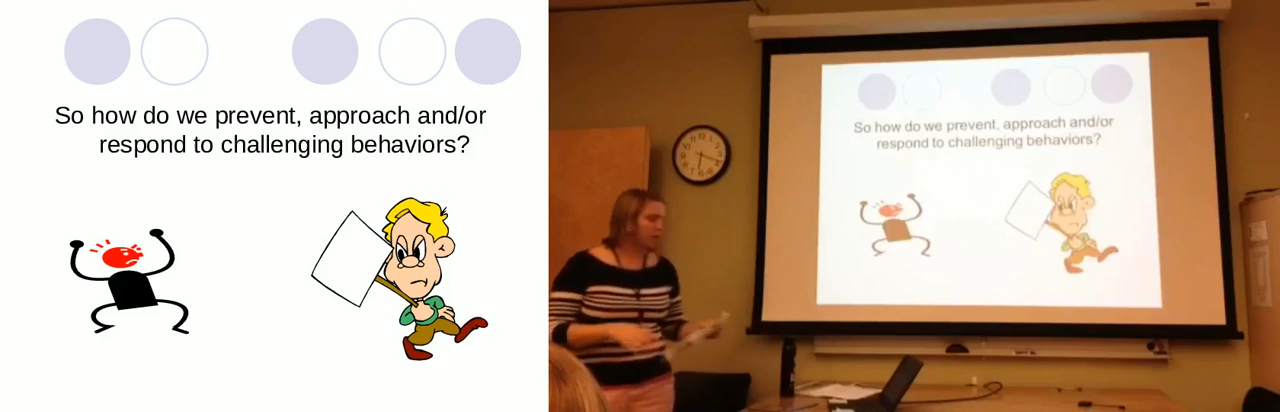 So how do we prevent, approach and/or
respond to challenging behaviors?
So how do we prevent, approach and/or
respond to challenging behaviors?